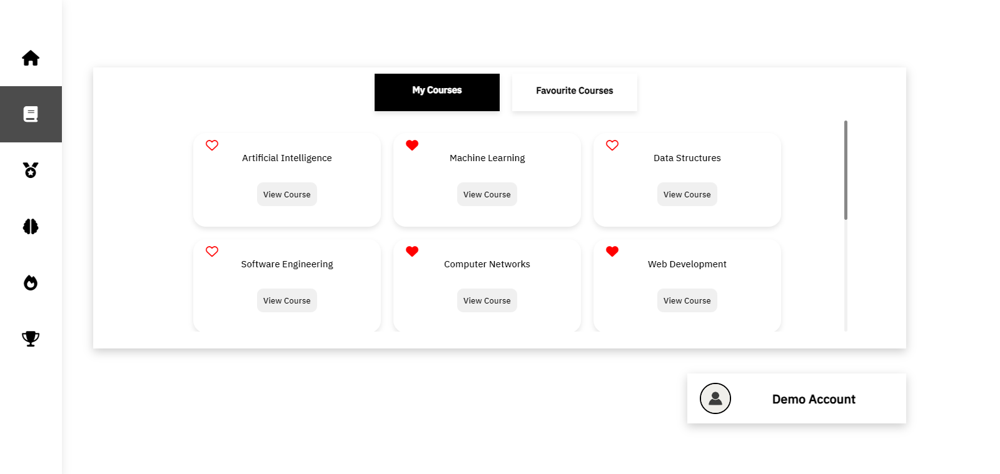 My Courses
Favourite Courses
Artificial Intelligence
Machine Learning
Data Structures
View Course
View Course
View Course
Software Engineering
Computer Networks
Web Development
View Course
View Course
View Course
Demo Account